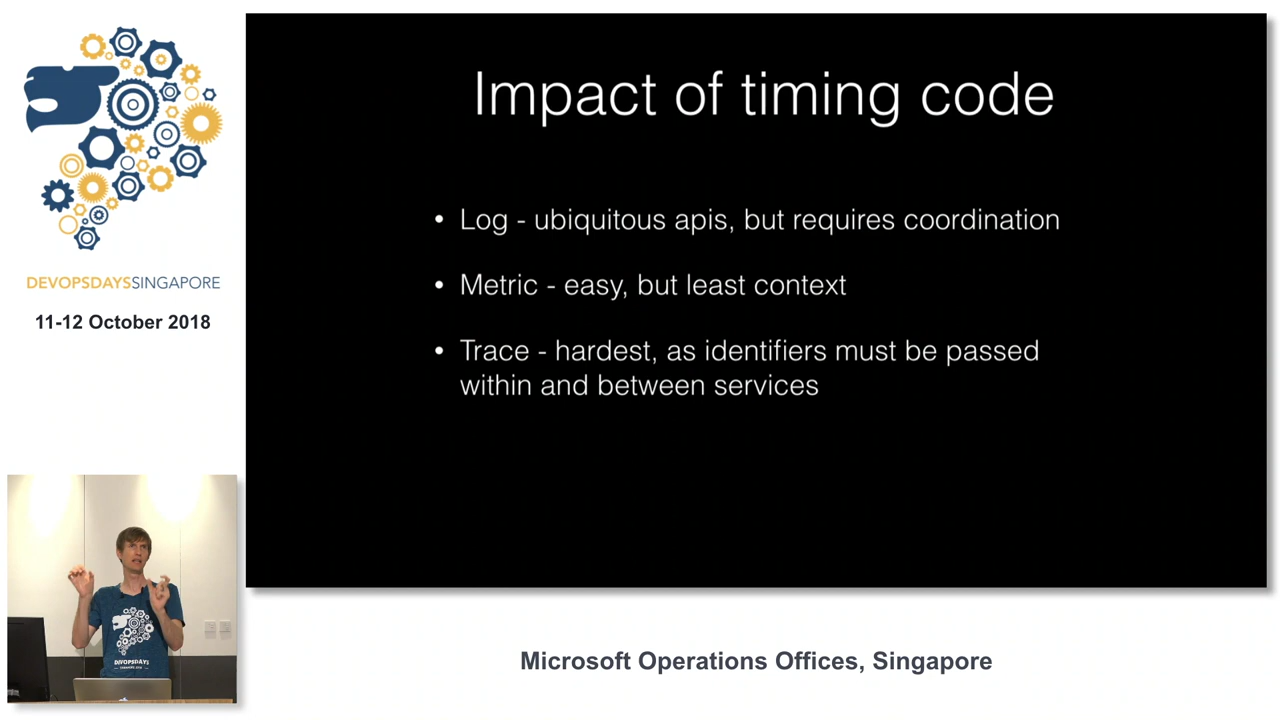 DEVOPSDAYSSINGAPORE
11-12 October 2018
Impact of timing code
• Log - ubiquitous apis, but requires coordination
• Metric - easy, but least context
• Trace - hardest, as identifiers must be passed
within and between services
DEVOPSDAYS
Microsoft Operations Offices, Singapore